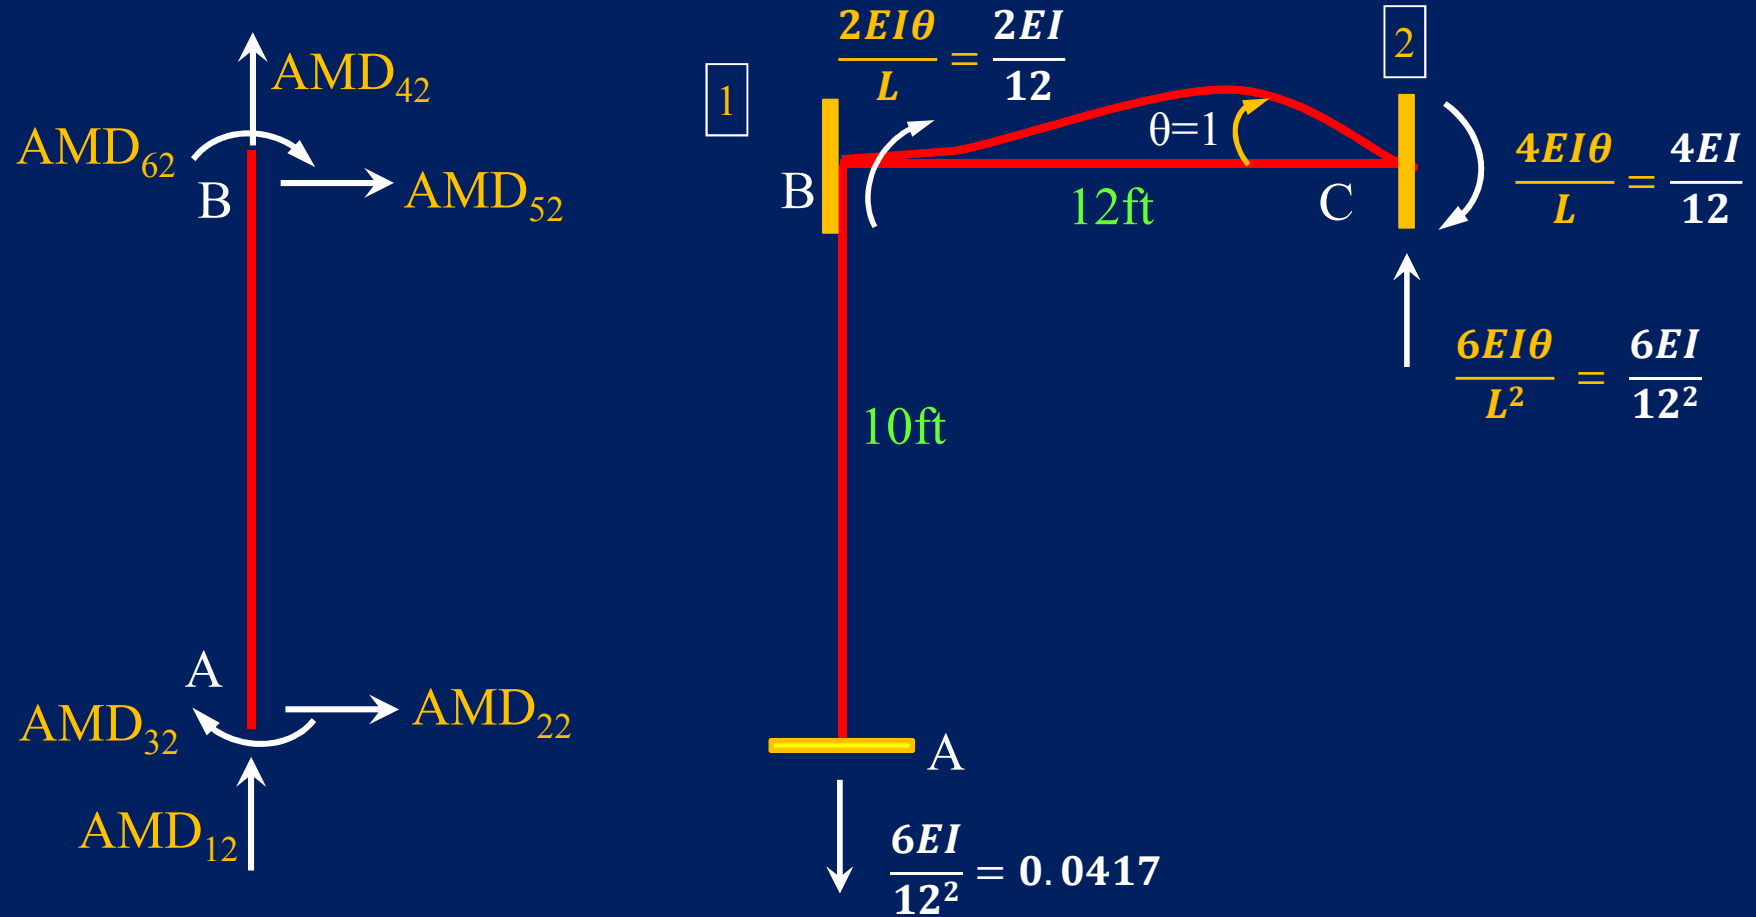 AMD₄₂
AMD₆₂
B
AMD₅₂
A
AMD₃₂
AMD₂₂
AMD₁₂
1
2EIθ/L = 2EI/12
2
θ=1
B
12ft
C
4EIθ/L = 4EI/12
6EIθ/L² = 6EI/12²
10ft
A
6EI/12² = 0.0417